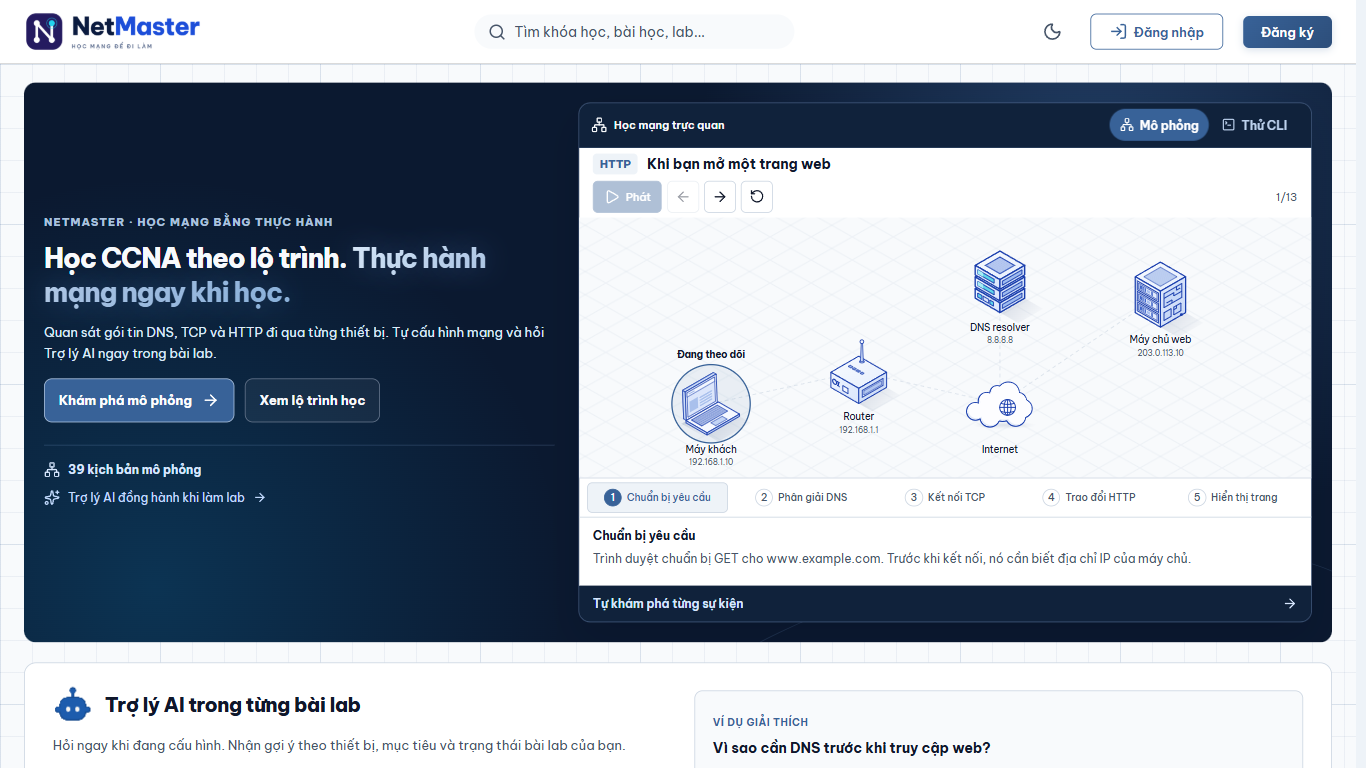 NetMaster
HỌC MẠNG ĐỂ ĐI LÀM
Tìm khóa học, bài học, lab...
Đăng nhập
Đăng ký
NETMASTER · HỌC MẠNG BẰNG THỰC HÀNH
Học CCNA theo lộ trình. Thực hành
mạng ngay khi học.
Quan sát gói tin DNS, TCP và HTTP đi qua từng thiết bị. Tự cấu hình mạng và hỏi
Trợ lý AI ngay trong bài lab.
Khám phá mô phỏng
Xem lộ trình học
39 kịch bản mô phỏng
Trợ lý AI đồng hành khi làm lab
Học mạng trực quan
Mô phỏng
Thử CLI
HTTP Khi bạn mở một trang web
Phát
1/13
DNS resolver
8.8.8.8
Máy chủ web
203.0.113.10
Đang theo dõi
Router
192.168.1.1
Máy khách
192.168.1.10
Internet
1 Chuẩn bị yêu cầu
2 Phân giải DNS
3 Kết nối TCP
4 Trao đổi HTTP
5 Hiển thị trang
Chuẩn bị yêu cầu
Trình duyệt chuẩn bị GET cho www.example.com. Trước khi kết nối, nó cần biết địa chỉ IP của máy chủ.
Tự khám phá từng sự kiện
Trợ lý AI trong từng bài lab
Hỏi ngay khi đang cấu hình. Nhận gợi ý theo thiết bị, mục tiêu và trạng thái bài lab của bạn.
VÍ DỤ GIẢI THÍCH
Vì sao cần DNS trước khi truy cập web?